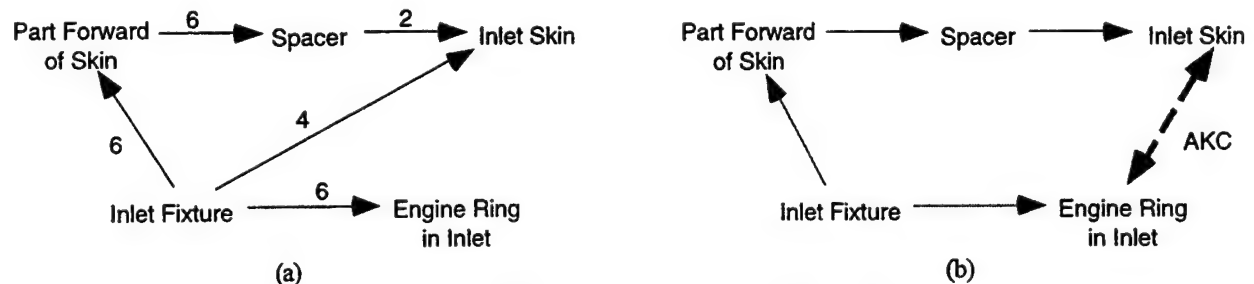 Part Forward
of Skin
6
Spacer
2
Inlet Skin
6
4
Inlet Fixture
6
Engine Ring
in Inlet
(a)
Part Forward
of Skin
Spacer
Inlet Skin
AKC
Inlet Fixture
Engine Ring
in Inlet
(b)